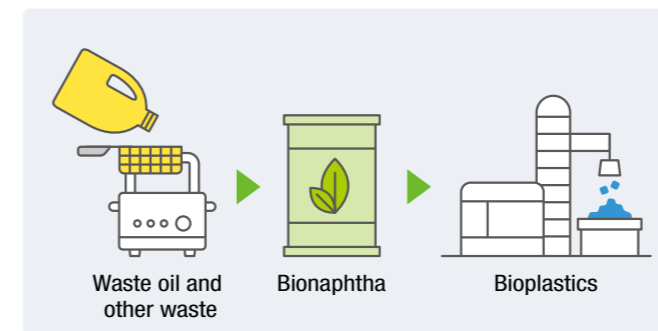 Waste oil and
other waste
Bionaphtha
Bioplastics